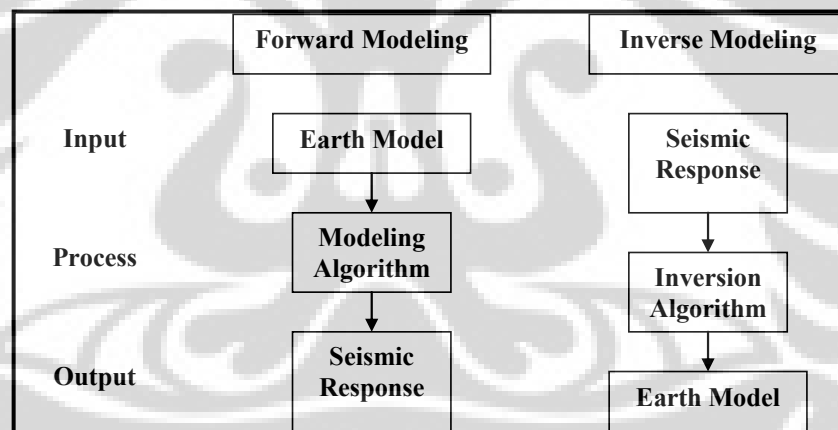 Forward Modeling
Inverse Modeling
Input
Earth Model
Seismic
Response
Process
Modeling
Algorithm
Inversion
Algorithm
Output
Seismic
Response
Earth Model